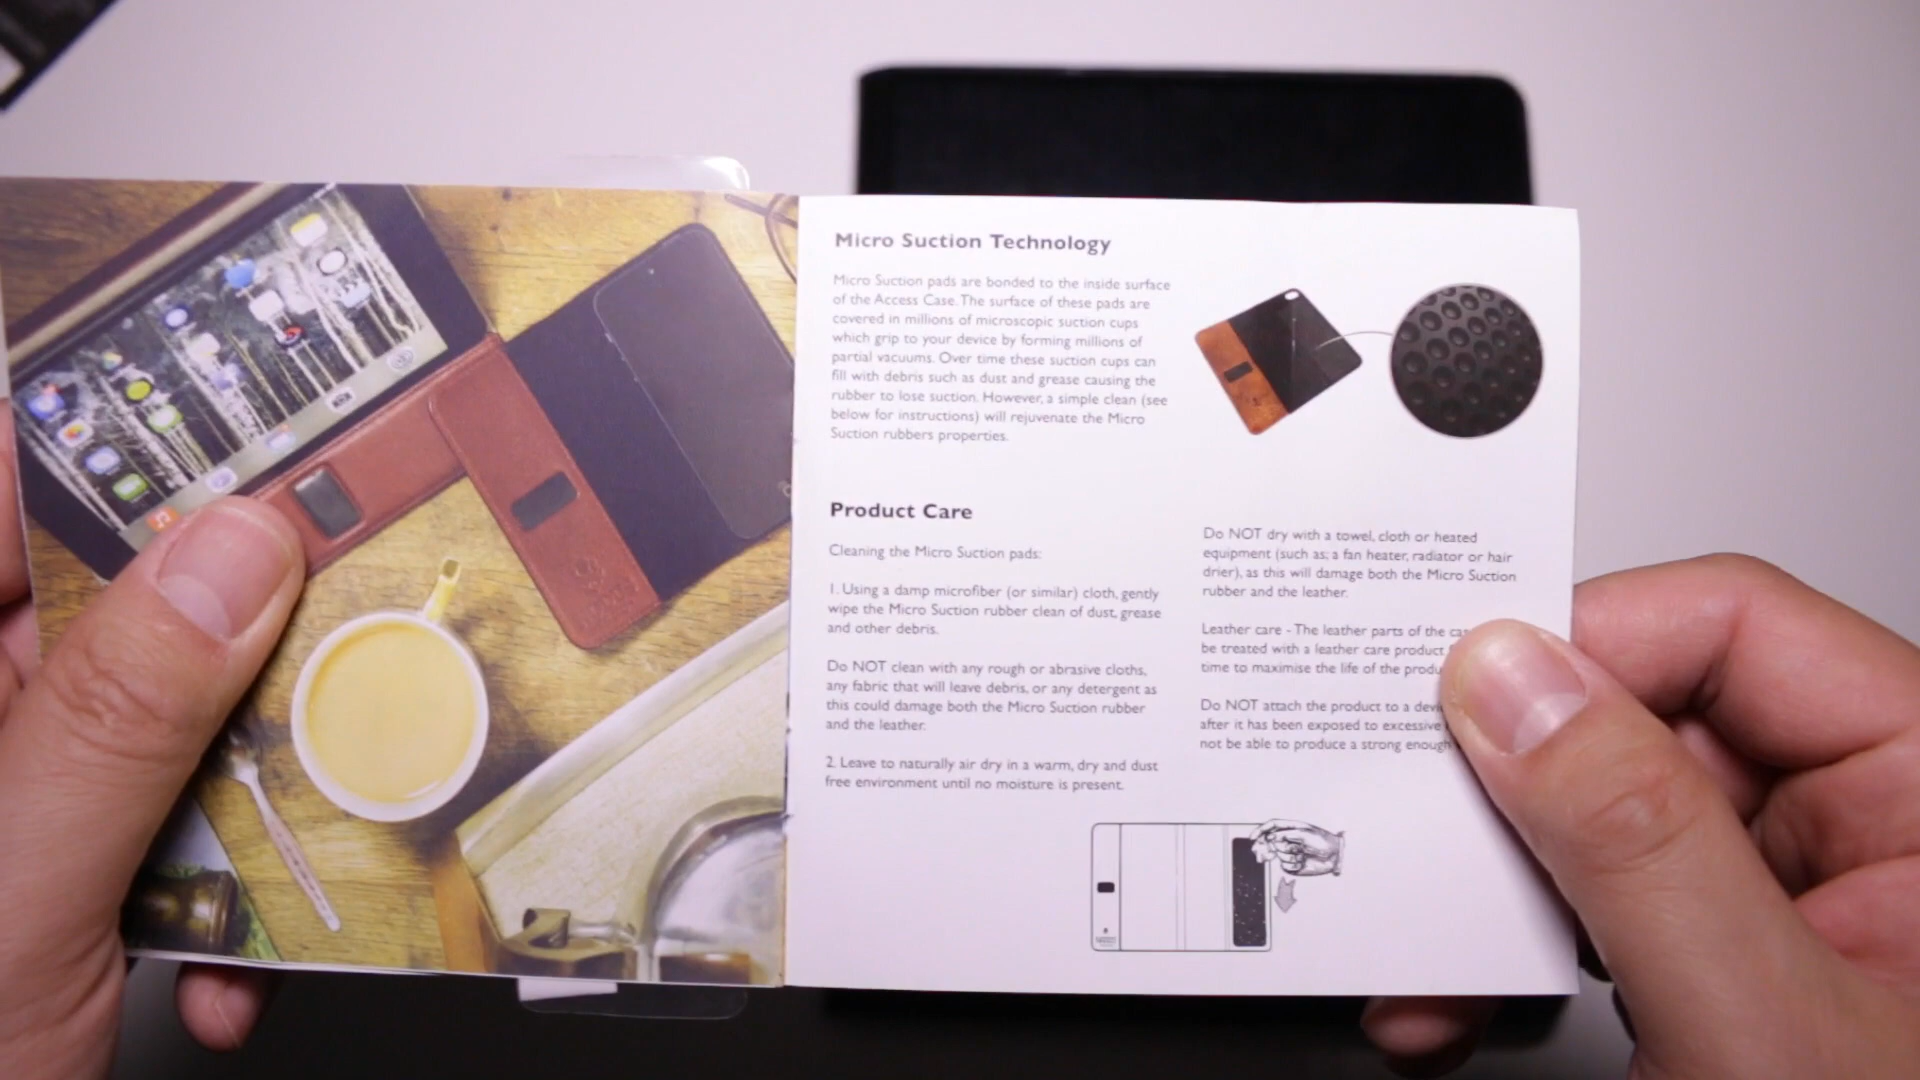 Micro Suction Technology
Micro Suction pads are bonded to the inside surface
of the Access Case. The surface of these pads are
covered in millions of microscopic suction cups
which grip to your device by forming millions of
partial vacuums. Over time these suction cups can
fill with debris such as dust and grease causing the
rubber to lose suction. However, a simple clean (see
below for instructions) will rejuvenate the Micro
Suction rubbers properties.
Product Care
Cleaning the Micro Suction pads:
1. Using a damp microfiber (or similar) cloth, gently
wipe the Micro Suction rubber clean of dust, grease
and other debris.
Do NOT clean with any rough or abrasive cloths,
any fabric that will leave debris, or any detergent as
this could damage both the Micro Suction rubber
and the leather.
2. Leave to naturally air dry in a warm, dry and dust
free environment until no moisture is present.
Do NOT dry with a towel, cloth or heated
equipment (such as; a fan heater, radiator or hair
drier), as this will damage both the Micro Suction
rubber and the leather.
Leather care - The leather parts of the
be treated with a leather care product
time to maximise the life of the
Do NOT attach the product to a
after it has been exposed to excessive
not be able to produce a strong enough